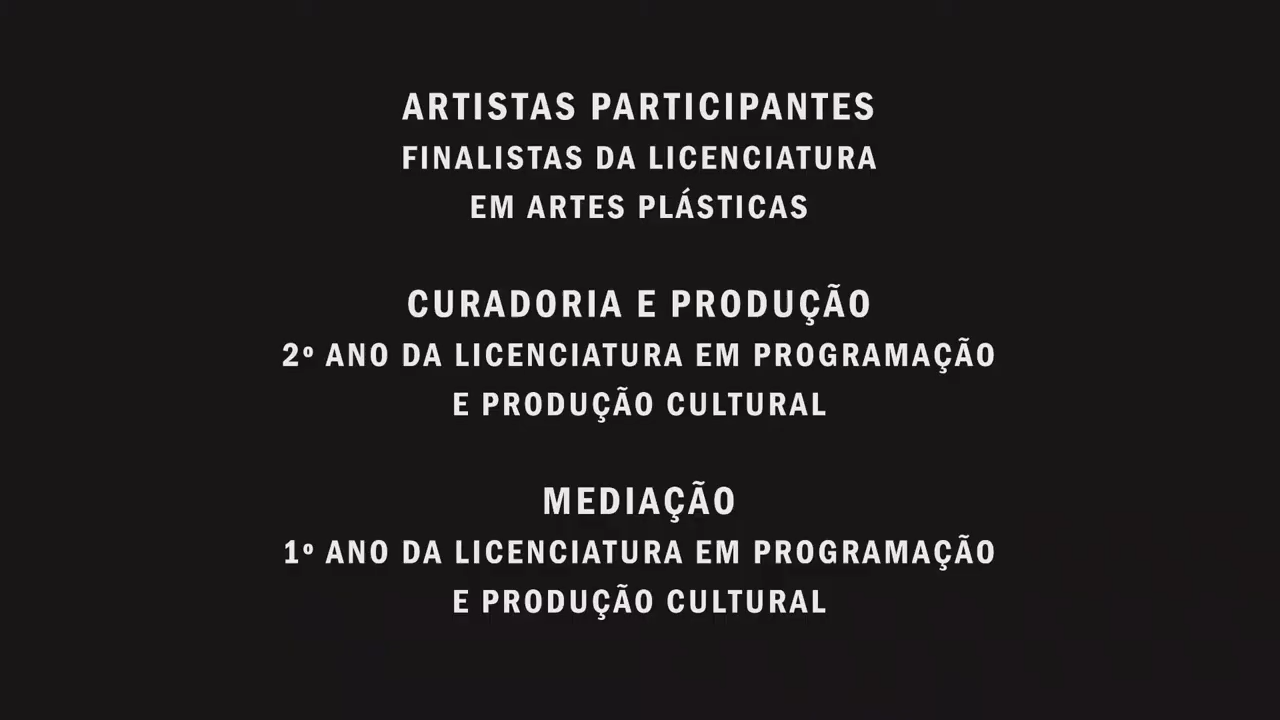 ARTISTAS PARTICIPANTES
FINALISTAS DA LICENCIATURA
EM ARTES PLÁSTICAS
CURADORIA E PRODUÇÃO
2º ANO DA LICENCIATURA EM PROGRAMAÇÃO
E PRODUÇÃO CULTURAL
MEDIAÇÃO
1º ANO DA LICENCIATURA EM PROGRAMAÇÃO
E PRODUÇÃO CULTURAL